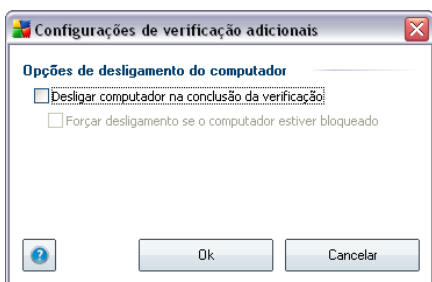 Configurações de verificação adicionais
Opções de desligamento do computador
Desligar computador na conclusão da verificação
Forçar desligamento se o computador estiver bloqueado
? Ok Cancelar